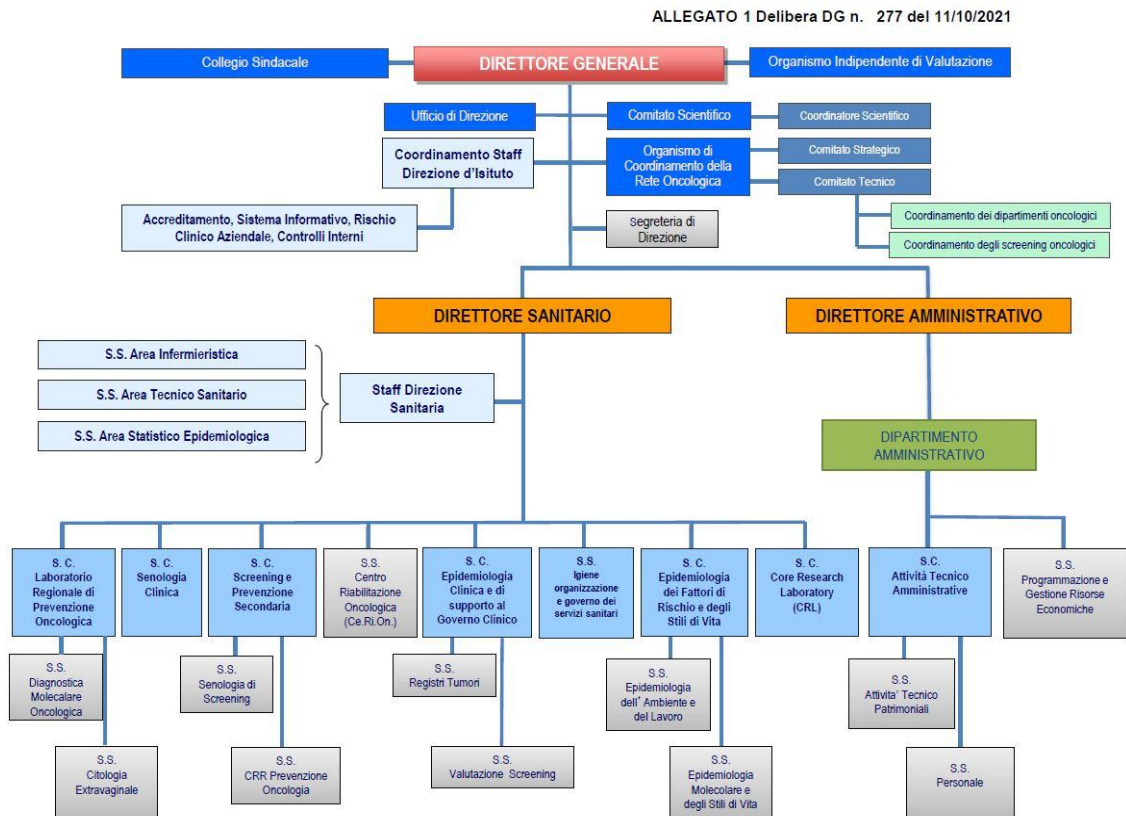 ALLEGATO 1 Delibera DG n. 277 del 11/10/2021
Collegio Sindacale
DIRETTORE GENERALE
Organismo Indipendente di Valutazione
Ufficio di Direzione
Comitato Scientifico
Coordinatore Scientifico
Coordinamento Staff
Direzione d'Isituto
Organismo di
Coordinamento della
Rete Oncologica
Comitato Strategico
Comitato Tecnico
Accreditamento, Sistema Informativo, Rischio
Clinico Aziendale, Controlli Interni
Segreteria di
Direzione
Coordinamento dei dipartimenti oncologici
Coordinamento degli screening oncologici
DIRETTORE SANITARIO
DIRETTORE AMMINISTRATIVO
S.S. Area Infermieristica
S.S. Area Tecnico Sanitario
S.S. Area Statistico Epidemiologica
Staff Direzione
Sanitaria
DIPARTIMENTO
AMMINISTRATIVO
S. C.
Laboratorio
Regionale di
Prevenzione
Oncologica
S. C.
Senologia
Clinica
S. C.
Screening e
Prevenzione
Secondaria
S.S.
Centro
Riabilitazione
Oncologica
(Ce.Ri.On.)
S. C.
Epidemiologia
Clinica e di
supporto al
Governo Clinico
S.S.
Igiene
organizzazione
e governo dei
servizi sanitari
S. C.
Epidemiologia
dei Fattori di
Rischio e degli
Stili di Vita
S. C.
Core Research
Laboratory
(CRL)
S.C.
Attività Tecnico
Amministrative
S.S.
Programmazione e
Gestione Risorse
Economiche
S.S.
Diagnostica
Molecalare
Oncologica
S.S.
Senologia di
Screening
S.S.
Registri Tumori
S.S.
Epidemiologia
dell' Ambiente e
del Lavoro
S.S.
Attivita' Tecnico
Patrimoniali
S.S.
Citologia
Extravaginale
S.S.
CRR Prevenzione
Oncologia
S.S.
Valutazione Screening
S.S.
Epidemiologia
Molecolare e
degli Stili di Vita
S.S.
Personale